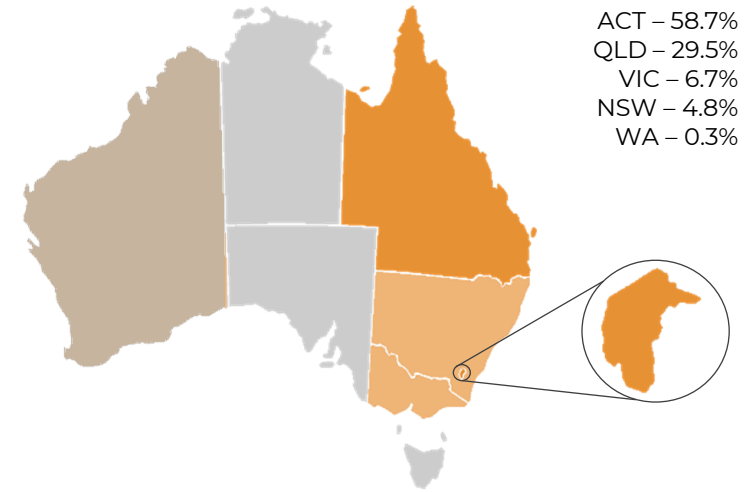 ACT – 58.7%
QLD – 29.5%
VIC – 6.7%
NSW – 4.8%
WA – 0.3%